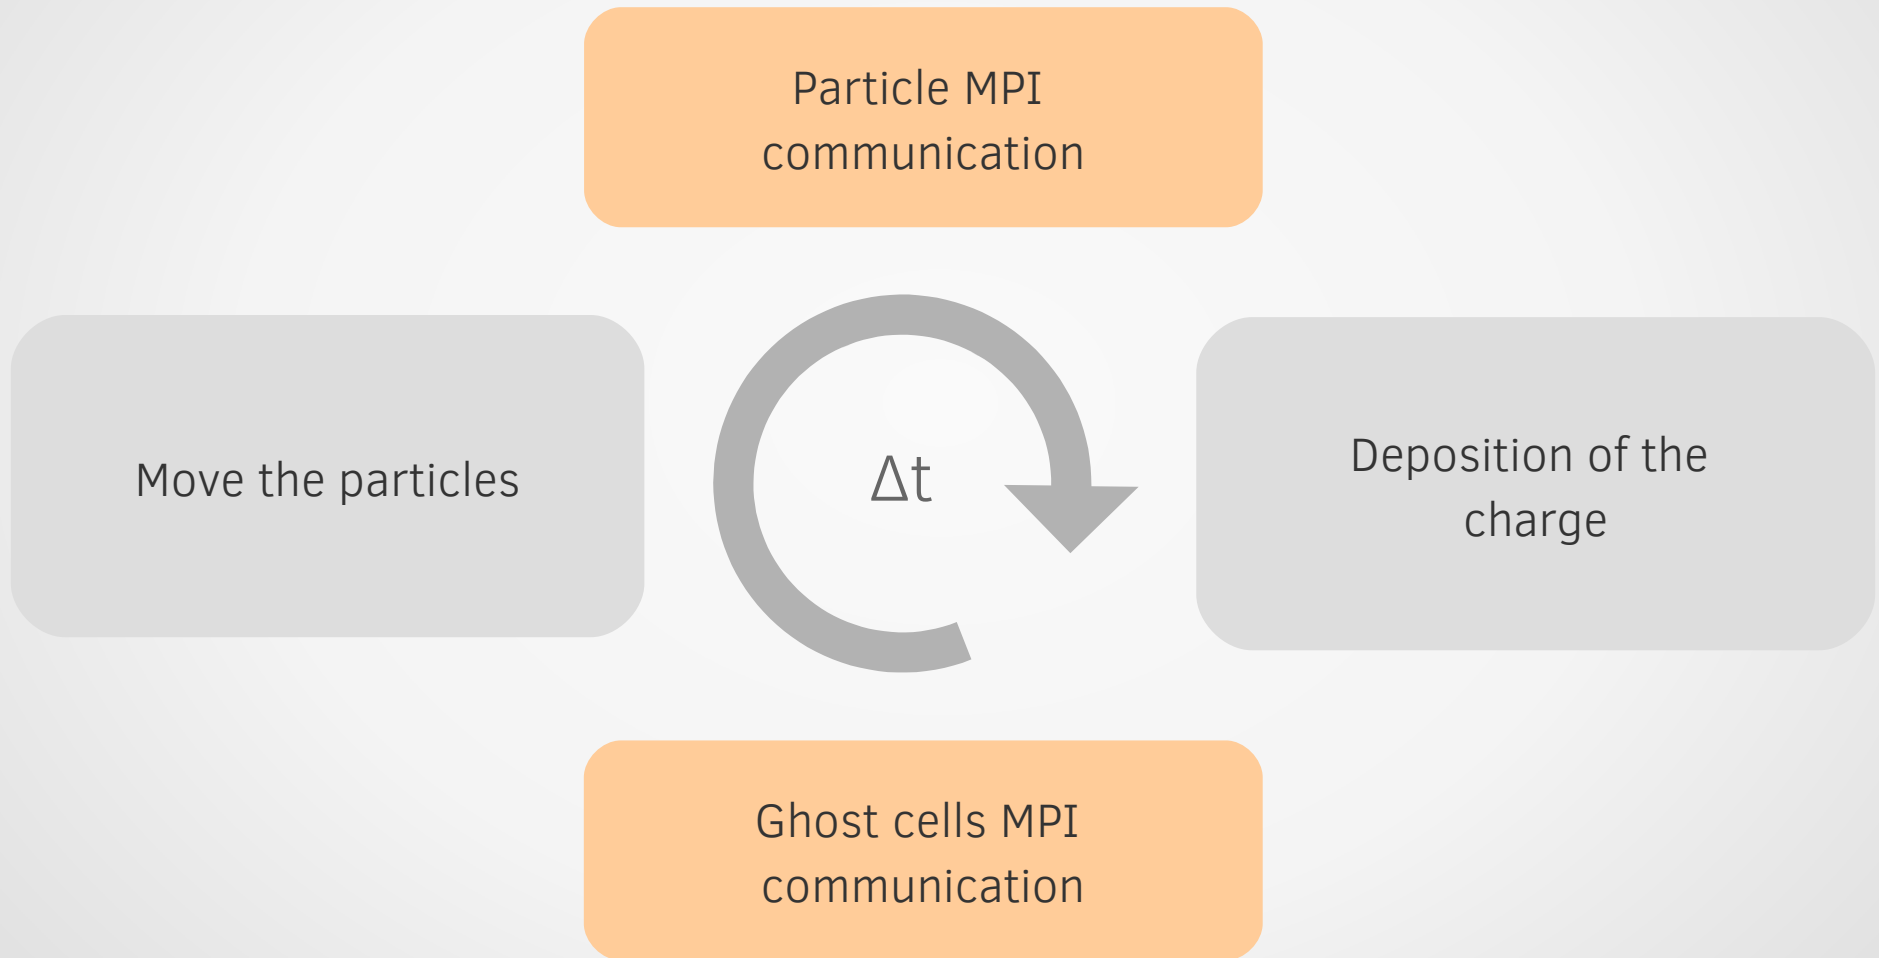 Particle MPI
communication
Move the particles
Δt
Deposition of the
charge
Ghost cells MPI
communication